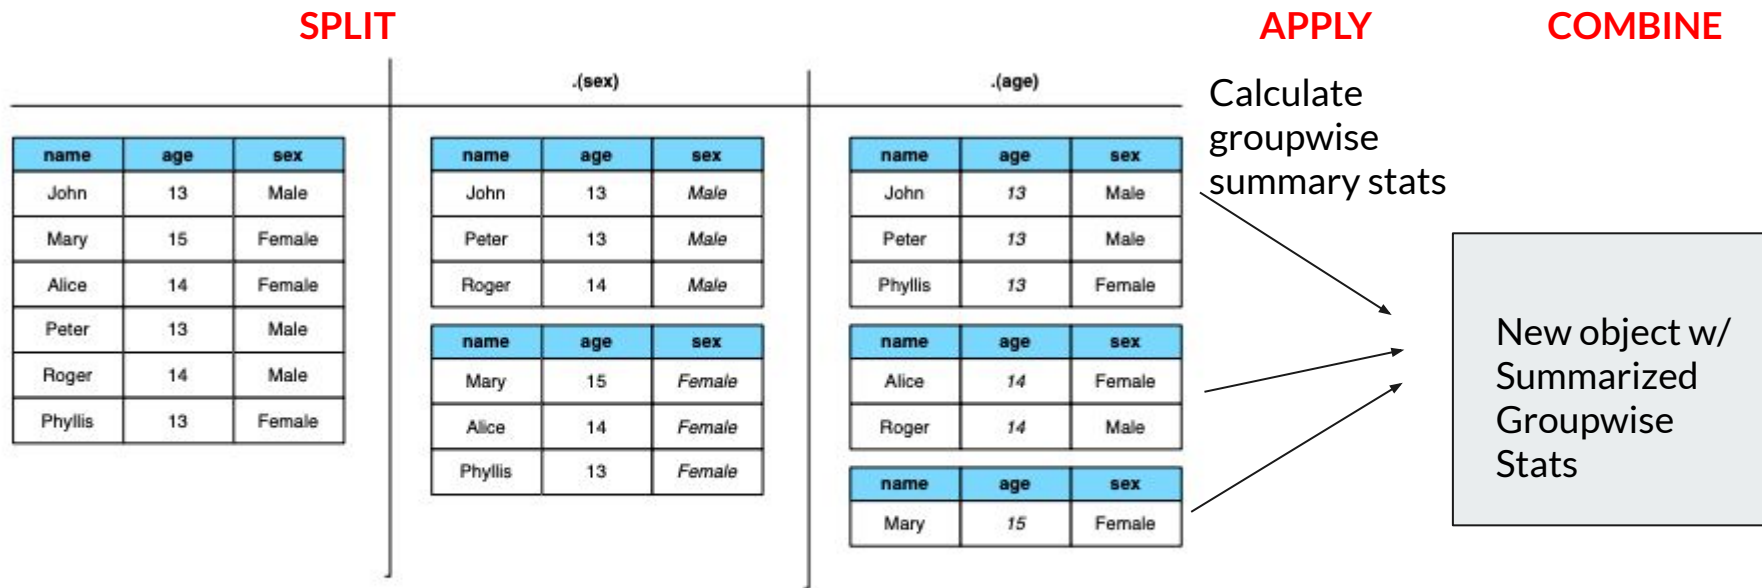 SPLIT
APPLY
COMBINE
.(sex)
.(age)
name age sex
John 13 Male
Mary 15 Female
Alice 14 Female
Peter 13 Male
Roger 14 Male
Phyllis 13 Female
name age sex
John 13 Male
Peter 13 Male
Roger 14 Male
name age sex
Mary 15 Female
Alice 14 Female
Phyllis 13 Female
name age sex
John 13 Male
Peter 13 Male
Phyllis 13 Female
name age sex
Alice 14 Female
Roger 14 Male
name age sex
Mary 15 Female
Calculate
groupwise
summary stats
New object w/
Summarized
Groupwise
Stats